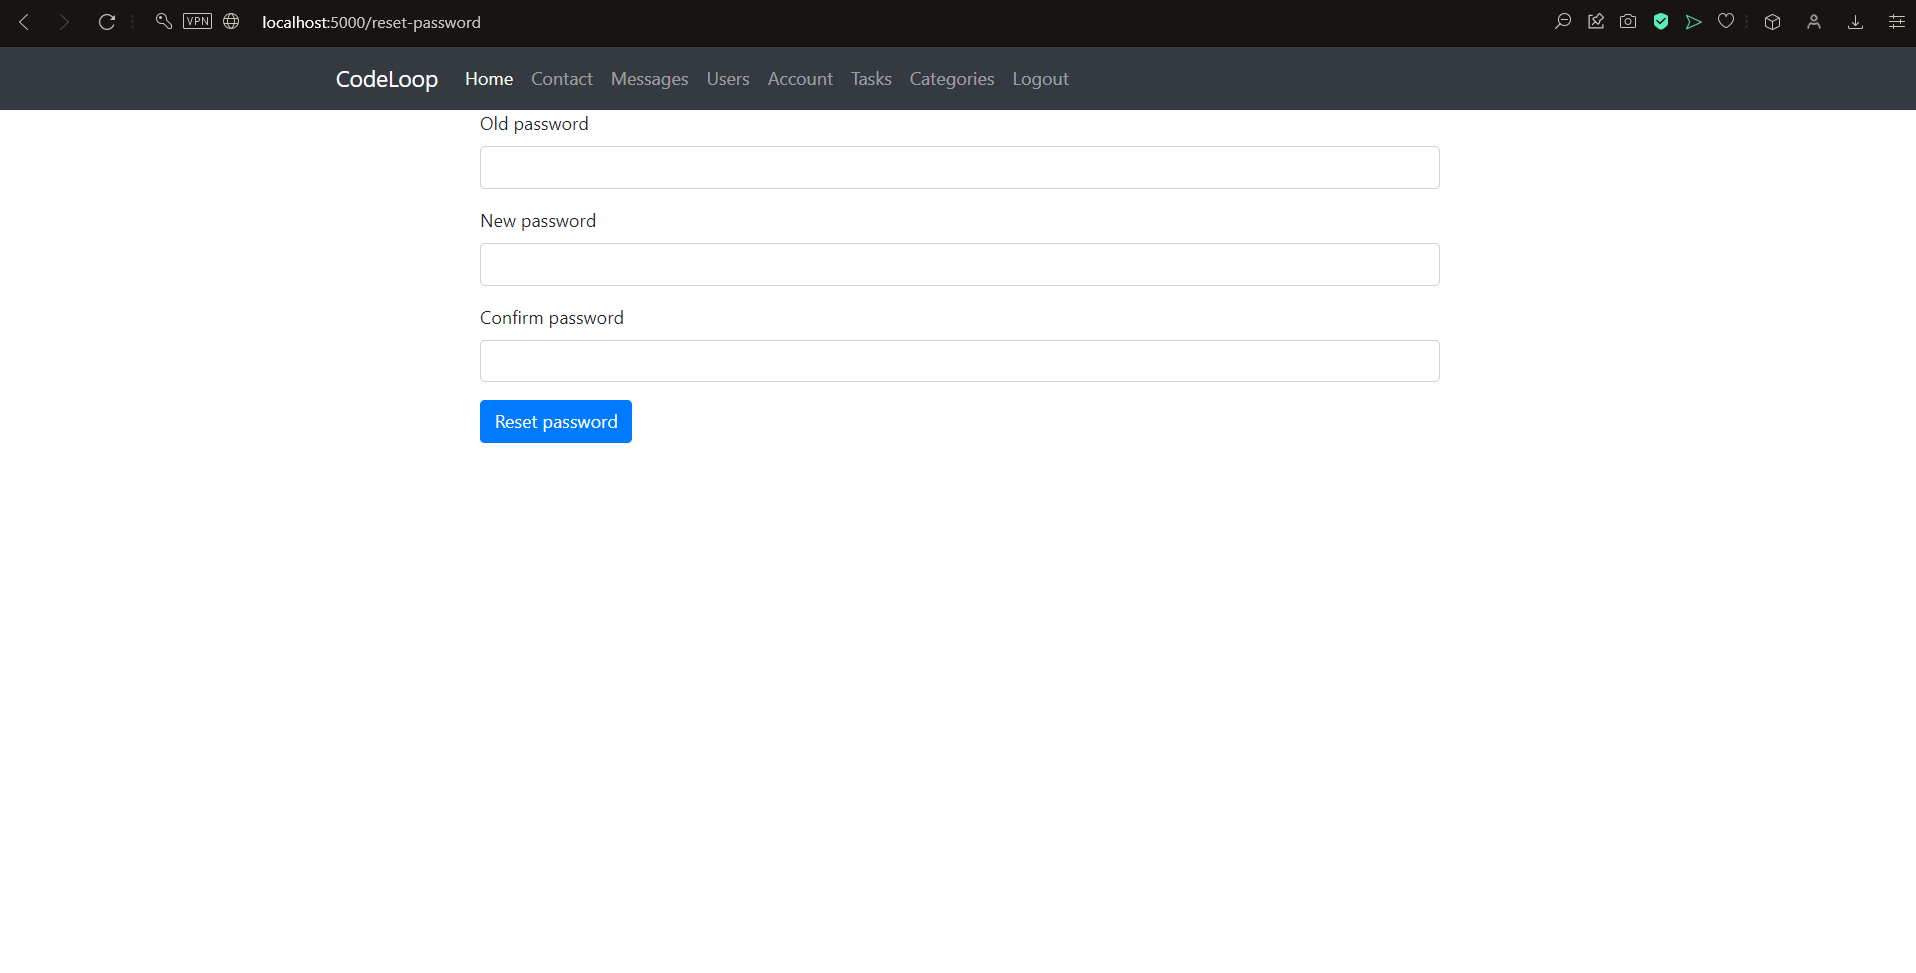 VPN localhost:5000/reset-password
CodeLoop Home Contact Messages Users Account Tasks Categories Logout
Old password
New password
Confirm password
Reset password